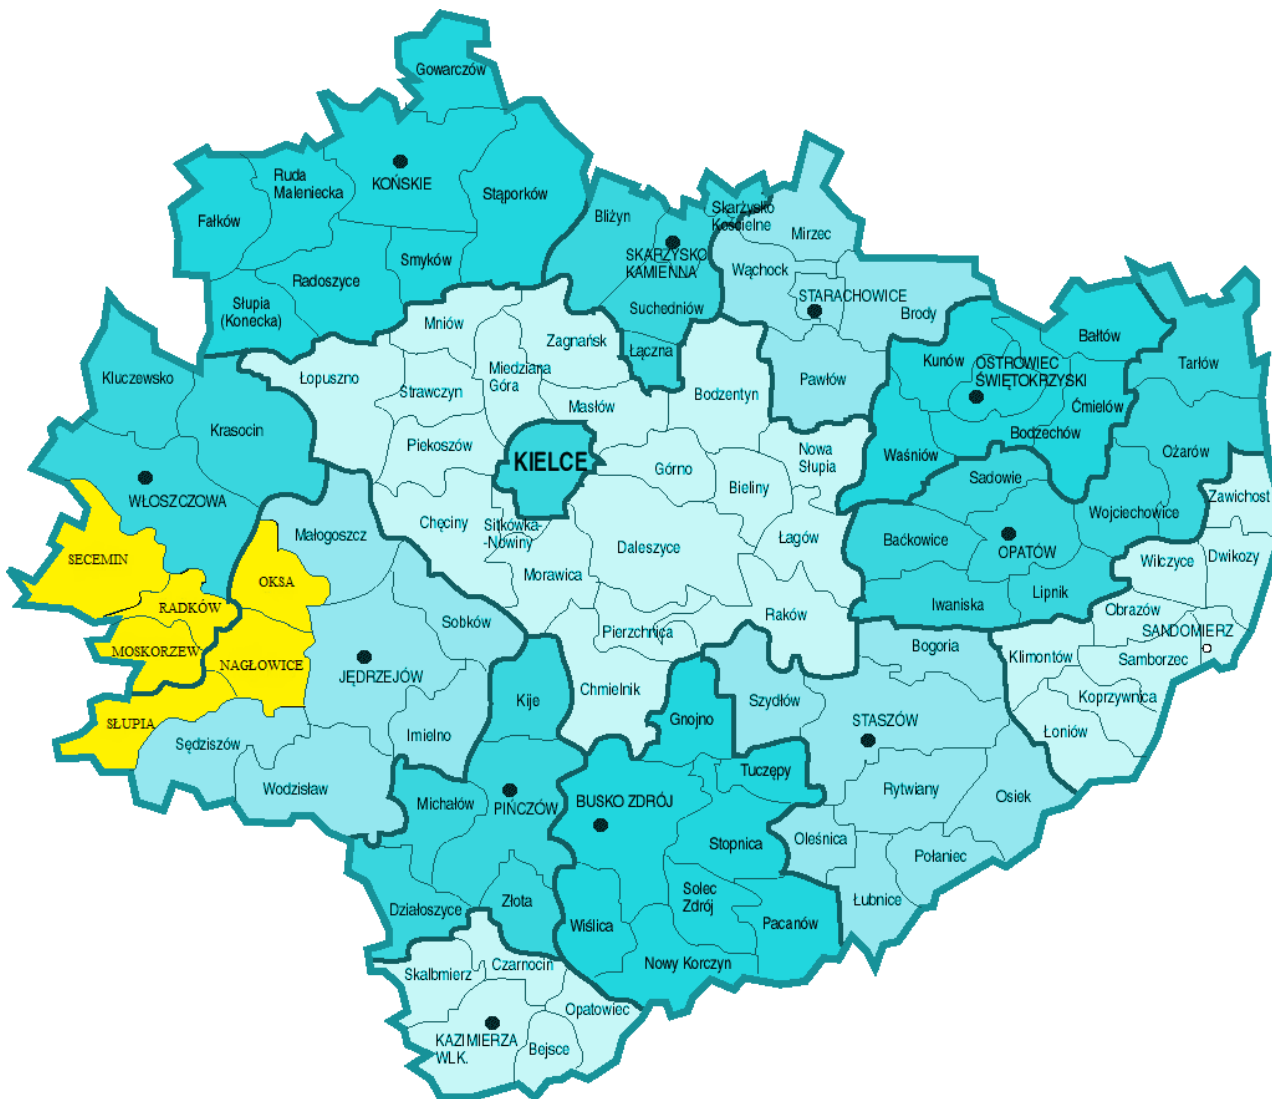 Gowarczów
Ruda
Maleniecka
KOŃSKIE
Stąporków
Fałków
Smyków
Radoszyce
Słupia
(Konecka)
Bliżyn
Skarżysko
Kościelne
SKARZYSKO
KAMIENNA
Suchedniów
Łączna
Mirzec
Wąchock
STARACHOWICE
Brody
Pawłów
Kunów
Bałtów
OSTROWIEC
ŚWIĘTOKRZYSKI
Ćmielów
Bodzechów
Waśniów
Tarłów
Ożarów
Sadowie
Wojciechowice
Baćkowice
OPATÓW
Iwaniska
Lipnik
Zawichost
Dwikozy
Wilczyce
Obrazów
SANDOMIERZ
Klimontów
Samborzec
Koprzywnica
Łoniów
Mniów
Zagnańsk
Łopuszno
Miedziana
Góra
Strawczyn
Masłów
Bodzentyn
Piekoszów
KIELCE
Górno
Bieliny
Nowa
Słupia
Chęciny
Sitkówka-
-Nowiny
Daleszyce
Łagów
Morawica
Pierzchnica
Raków
Chmielnik
Kluczewsko
Krasocin
WŁOSZCZOWA
SECEMIN
RADKÓW
MOSKORZEW
OKSA
NAGŁOWICE
SŁUPIA
Małogoszcz
Sobków
JĘDRZEJÓW
Imielno
Sędziszów
Wodzisław
Kije
Michałów
PIŃCZÓW
Działoszyce
Złota
Gnojno
Tuczępy
BUSKO ZDRÓJ
Stopnica
Solec
Zdrój
Pacanów
Wiślica
Nowy Korczyn
Bogoria
Szydłów
STASZÓW
Rytwiany
Osiek
Oleśnica
Połaniec
Łubnice
Skalbmierz
Czarnocin
Opatowiec
KAZIMIERZA
WLK.
Bejsce